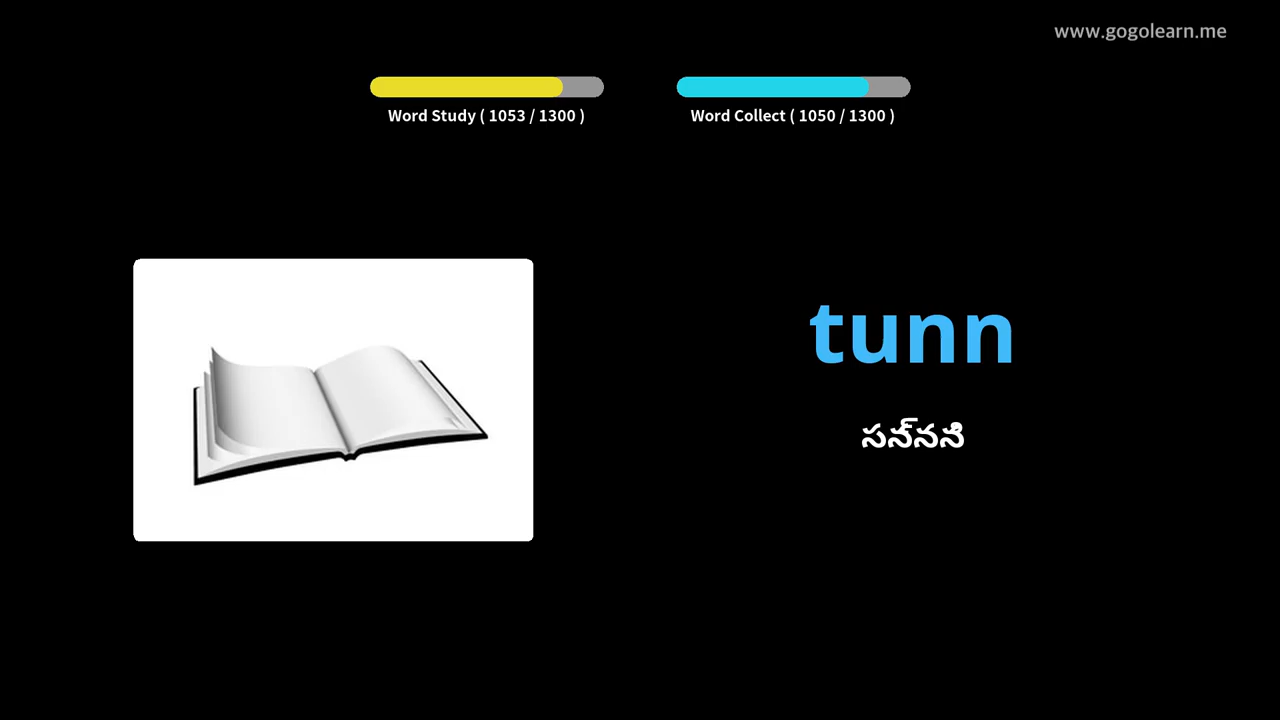 www.gogolearn.me
Word Study ( 1053 / 1300 )
Word Collect ( 1050 / 1300 )
tunn
సన్నని